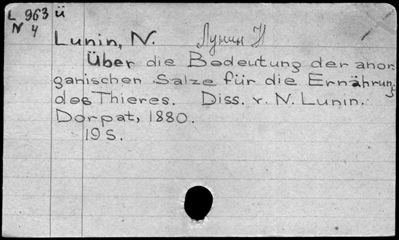 L 963 ü
N 4
Lunin, N. Лунин Н
Über die Bedeutung der anor-
ganischen Salze für die Ernährung
des Thieres. Diss. v. N. Lunin.
Dorpat, 1880.
19 S.